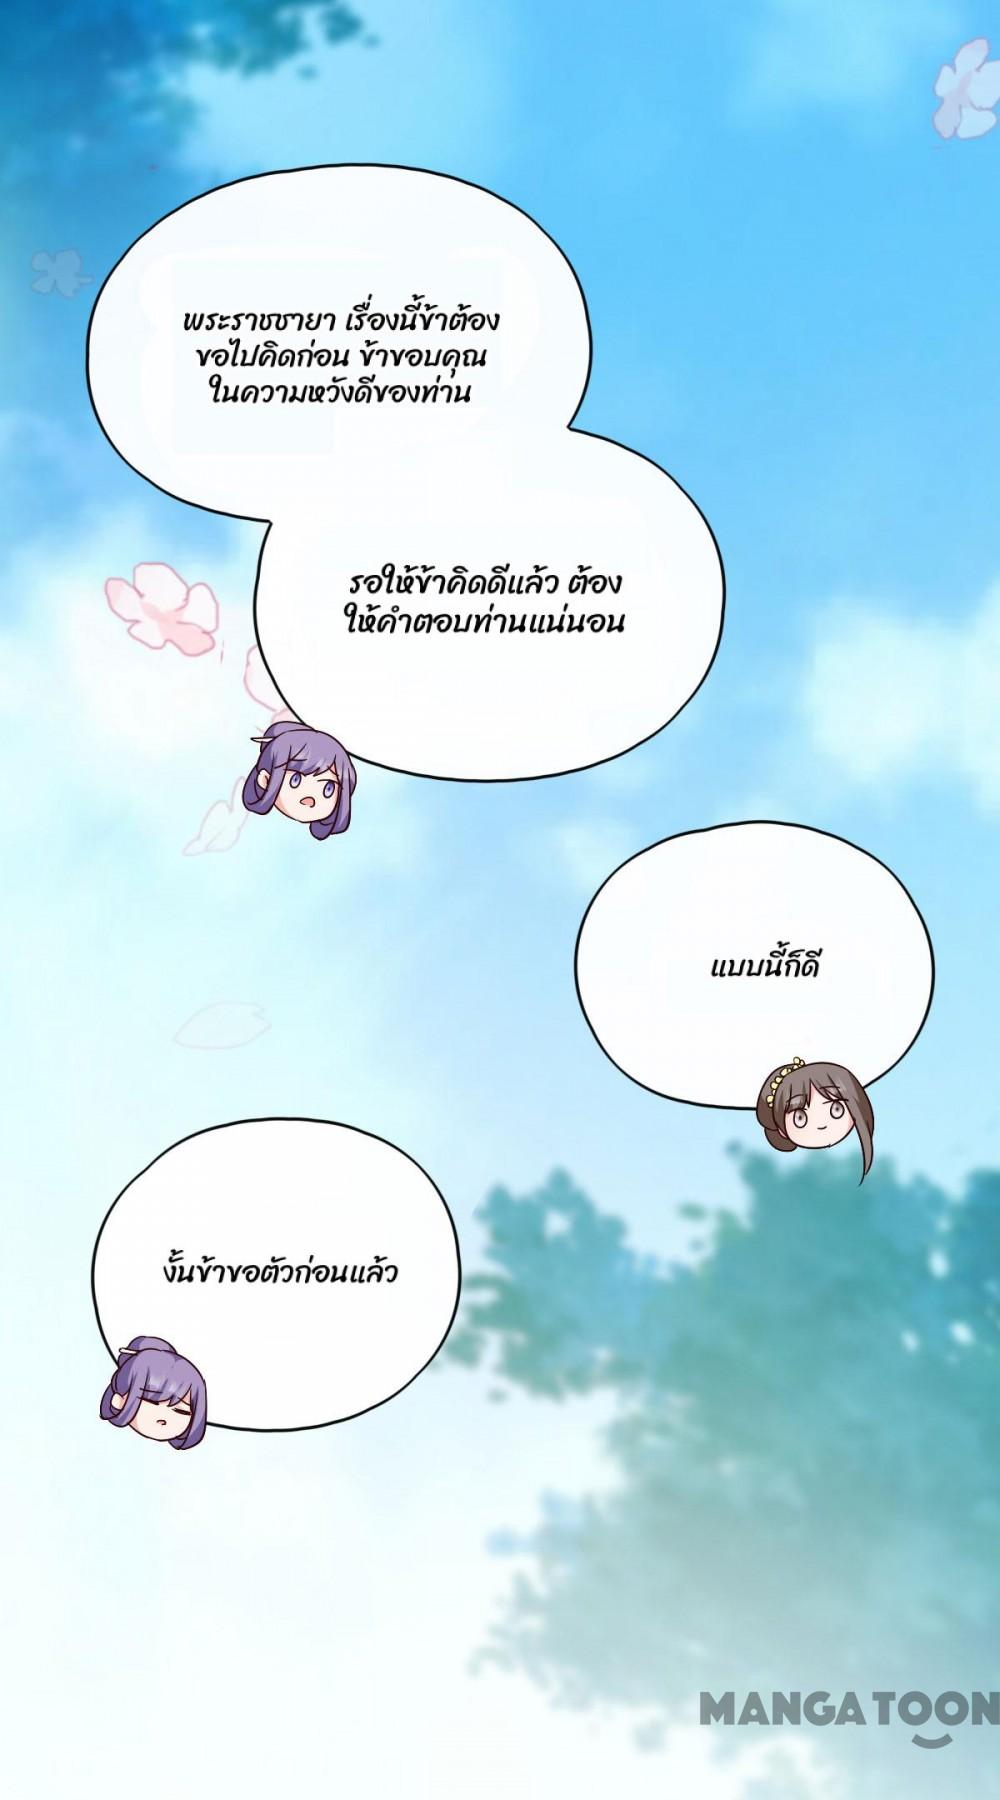 พระราชชายา เรื่องนี้ข้าต้อง
ขอไปคิดก่อน ข้าขอบคุณ
ในความหวังดีของท่าน
รอให้ข้าคิดดีแล้ว ต้อง
ให้คำตอบท่านแน่นอน
แบบนี้ก็ดี
งั้นข้าขอตัวก่อนแล้ว
MANGATOON